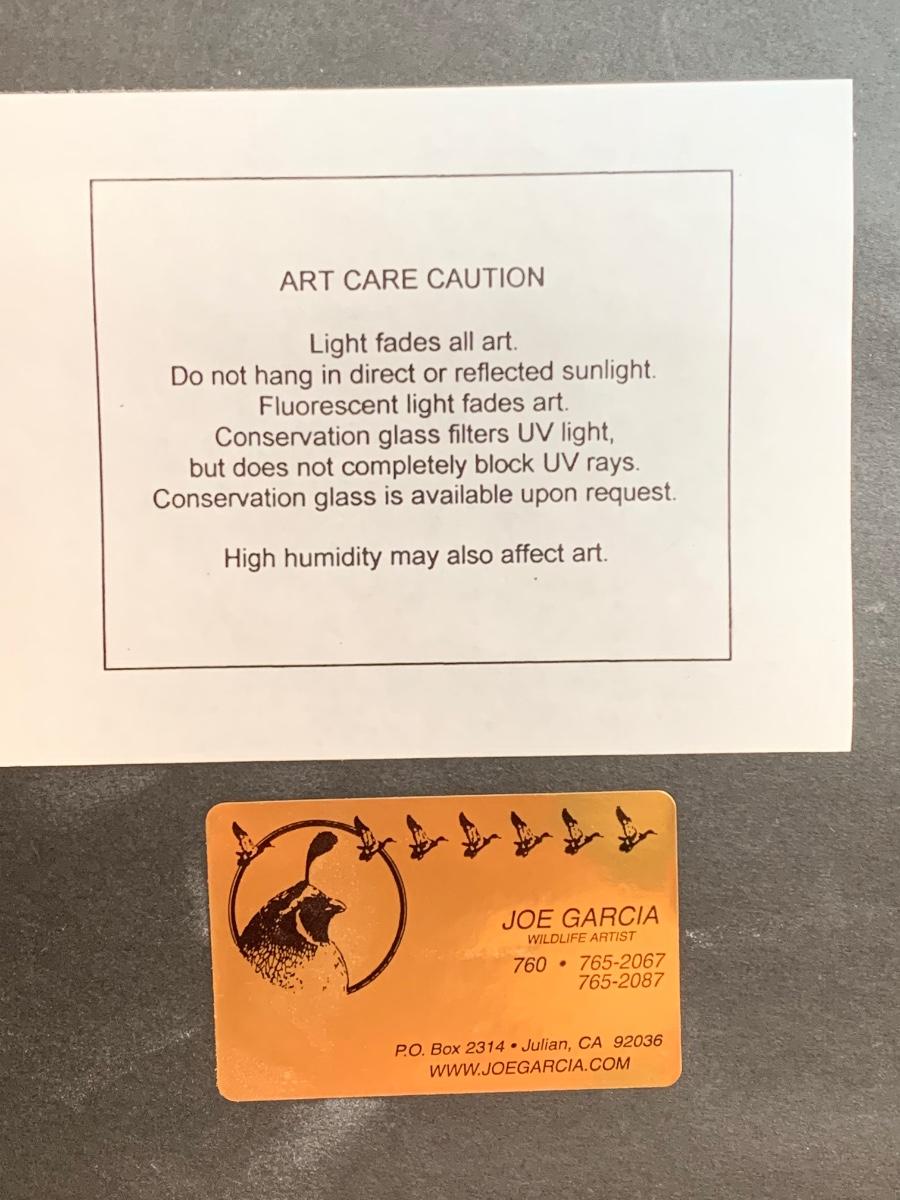 ART CARE CAUTION
Light fades all art.
Do not hang in direct or reflected sunlight.
Fluorescent light fades art.
Conservation glass filters UV light,
but does not completely block UV rays.
Conservation glass is available upon request.
High humidity may also affect art.
JOE GARCIA
WILDLIFE ARTIST
760 • 765-2067
765-2087
P.O. Box 2314 • Julian, CA 92036
WWW.JOEGARCIA.COM